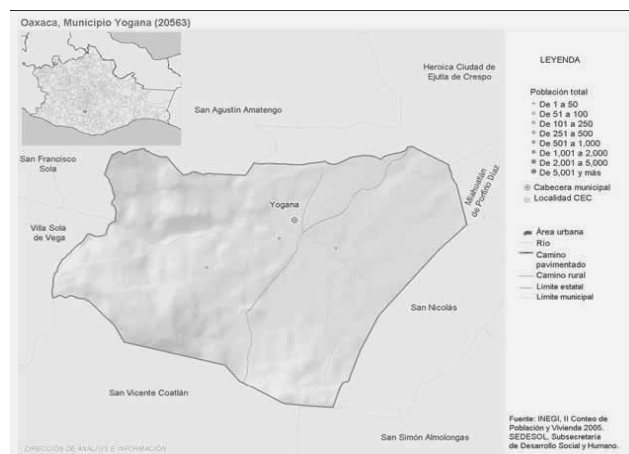 Oaxaca, Municipio Yogana (20563)
LEYENDA
Heroica Ciudad de
Ejutla de Crespo
San Agustín Amatengo
Población total
De 1 a 50
De 51 a 100
De 101 a 250
De 251 a 500
De 501 a 1,000
De 1,001 a 2,000
De 2,001 a 5,000
De 5,001 y más
Cabecera municipal
Localidad CEC
San Francisco
Sola
Miahuatlán
de Porfirio Díaz
Yogana
Villa Sola
de Vega
Área urbana
Río
Camino
pavimentado
Camino rural
Límite estatal
Límite municipal
San Nicolás
San Vicente Coatlán
San Simón Almolongas
Fuente: INEGI, II Conteo de
Población y Vivienda 2005.
SEDESOL, Subsecretaría
de Desarrollo Social y Humano.
DIRECCIÓN DE ANÁLISIS E INFORMACIÓN